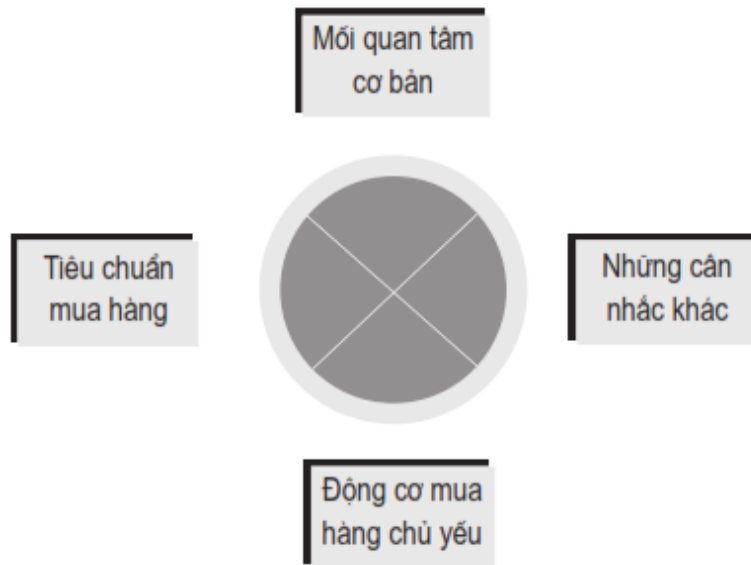 Mối quan tâm
cơ bản
Tiêu chuẩn
mua hàng
Những cân
nhắc khác
Động cơ mua
hàng chủ yếu